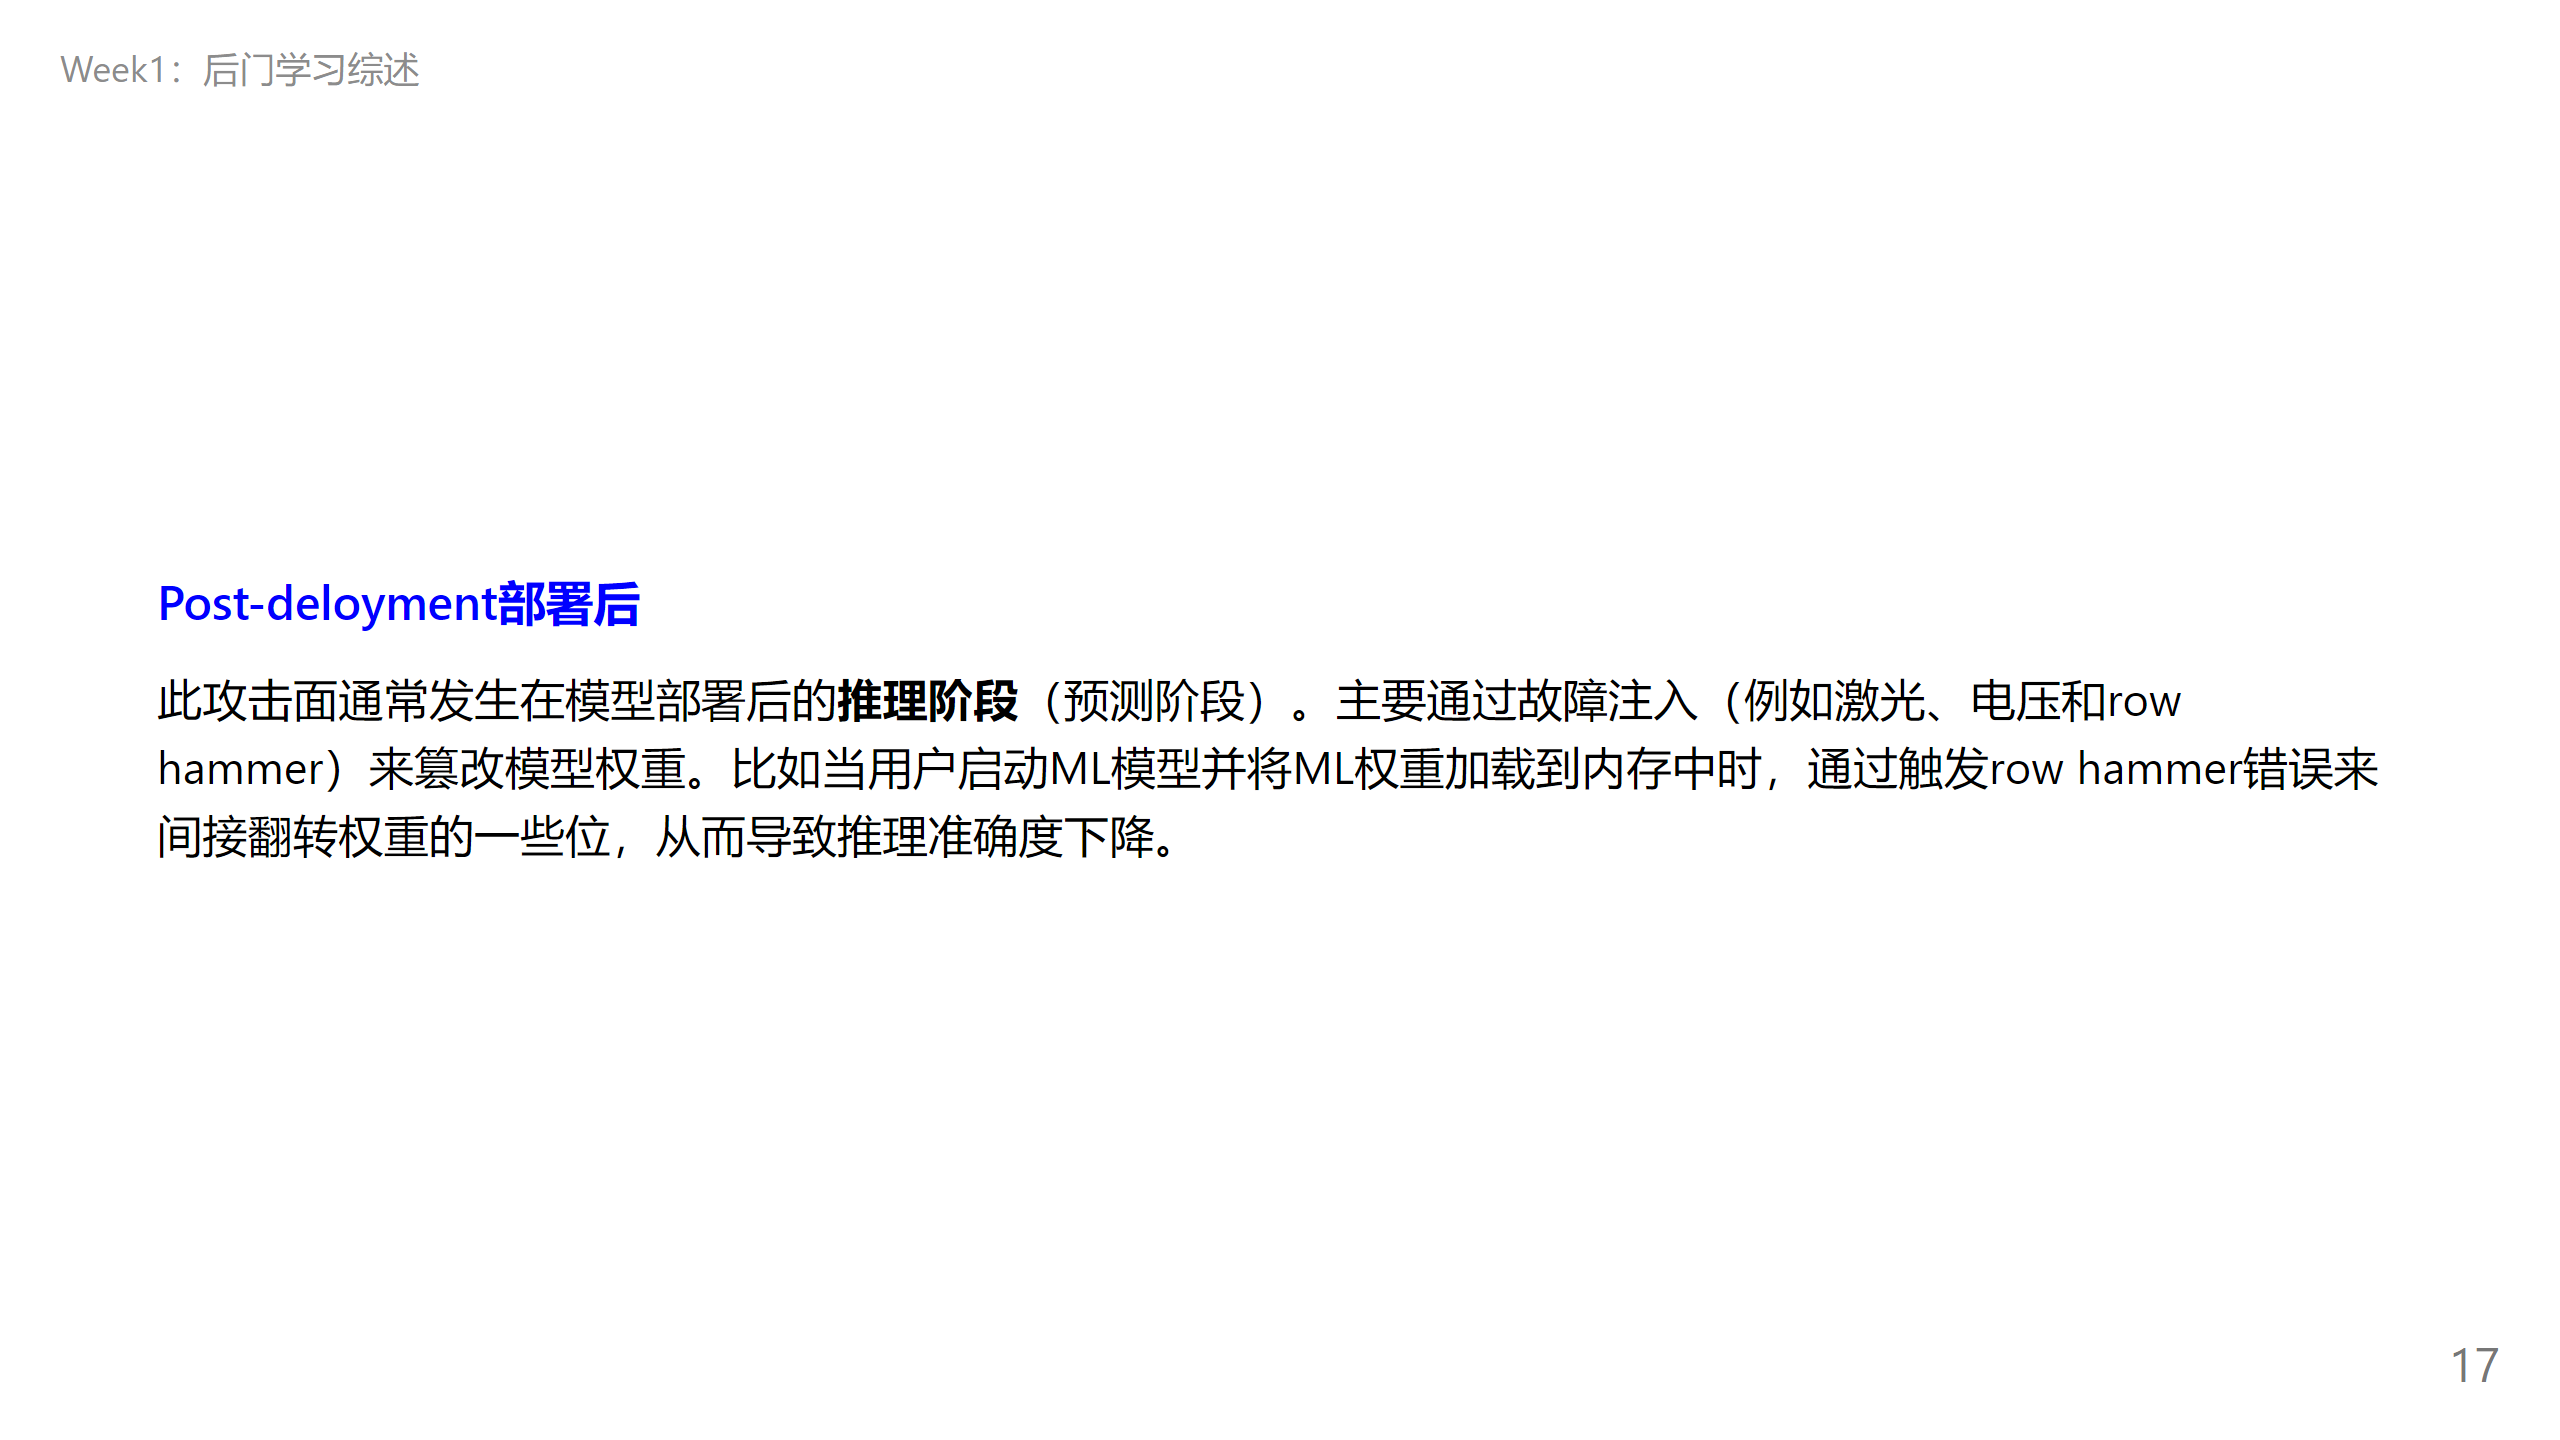 Week1：后门学习综述
Post-deloyment部署后
此攻击面通常发生在模型部署后的推理阶段（预测阶段）。主要通过故障注入（例如激光、电压和row
hammer）来篡改模型权重。比如当用户启动ML模型并将ML权重加载到内存中时，通过触发row hammer错误来
间接翻转权重的一些位，从而导致推理准确度下降。
17